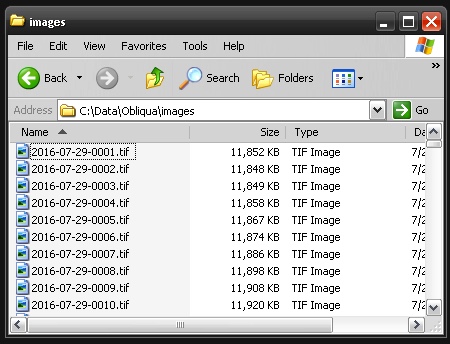 images
File Edit View Favorites Tools Help
Back Search Folders
Address C:\Data\Obliqua\images Go
Name Size Type
2016-07-29-0001.tif 11,852 KB TIF Image 7/2
2016-07-29-0002.tif 11,848 KB TIF Image 7/2
2016-07-29-0003.tif 11,849 KB TIF Image 7/2
2016-07-29-0004.tif 11,858 KB TIF Image 7/2
2016-07-29-0005.tif 11,867 KB TIF Image 7/2
2016-07-29-0006.tif 11,874 KB TIF Image 7/2
2016-07-29-0007.tif 11,886 KB TIF Image 7/2
2016-07-29-0008.tif 11,898 KB TIF Image 7/2
2016-07-29-0009.tif 11,908 KB TIF Image 7/2
2016-07-29-0010.tif 11,920 KB TIF Image 7/2